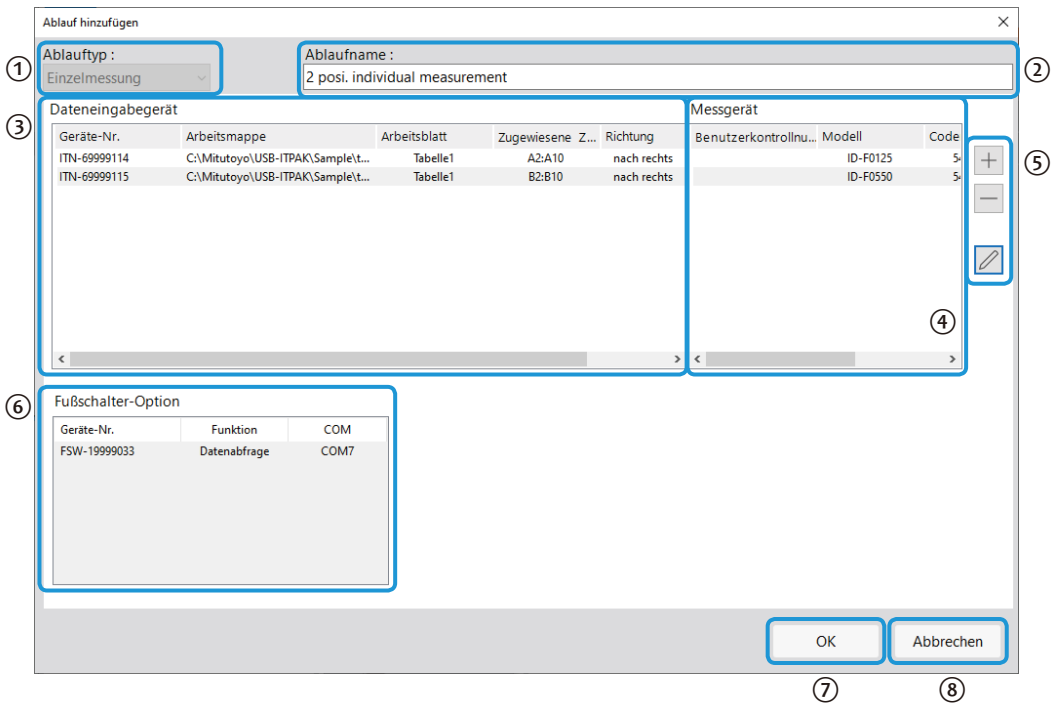 Ablauf hinzufügen
① Ablauftyp : Ablaufname : ②
Einzelmessung 2 posi. individual measurement
③ Dateneingabegerät Messgerät
Geräte-Nr. Arbeitsmappe Arbeitsblatt Zugewiesene Z... Richtung Benutzerkontrollnu... Modell Code
ITN-69999114 C:\Mitutoyo\USB-ITPAK\Sample\t... Tabelle1 A2:A10 nach rechts ID-F0125 54
ITN-69999115 C:\Mitutoyo\USB-ITPAK\Sample\t... Tabelle1 B2:B10 nach rechts ID-F0550 54
⑤
④
⑥ Fußschalter-Option
Geräte-Nr. Funktion COM
FSW-19999033 Datenabfrage COM7
OK Abbrechen
⑦ ⑧